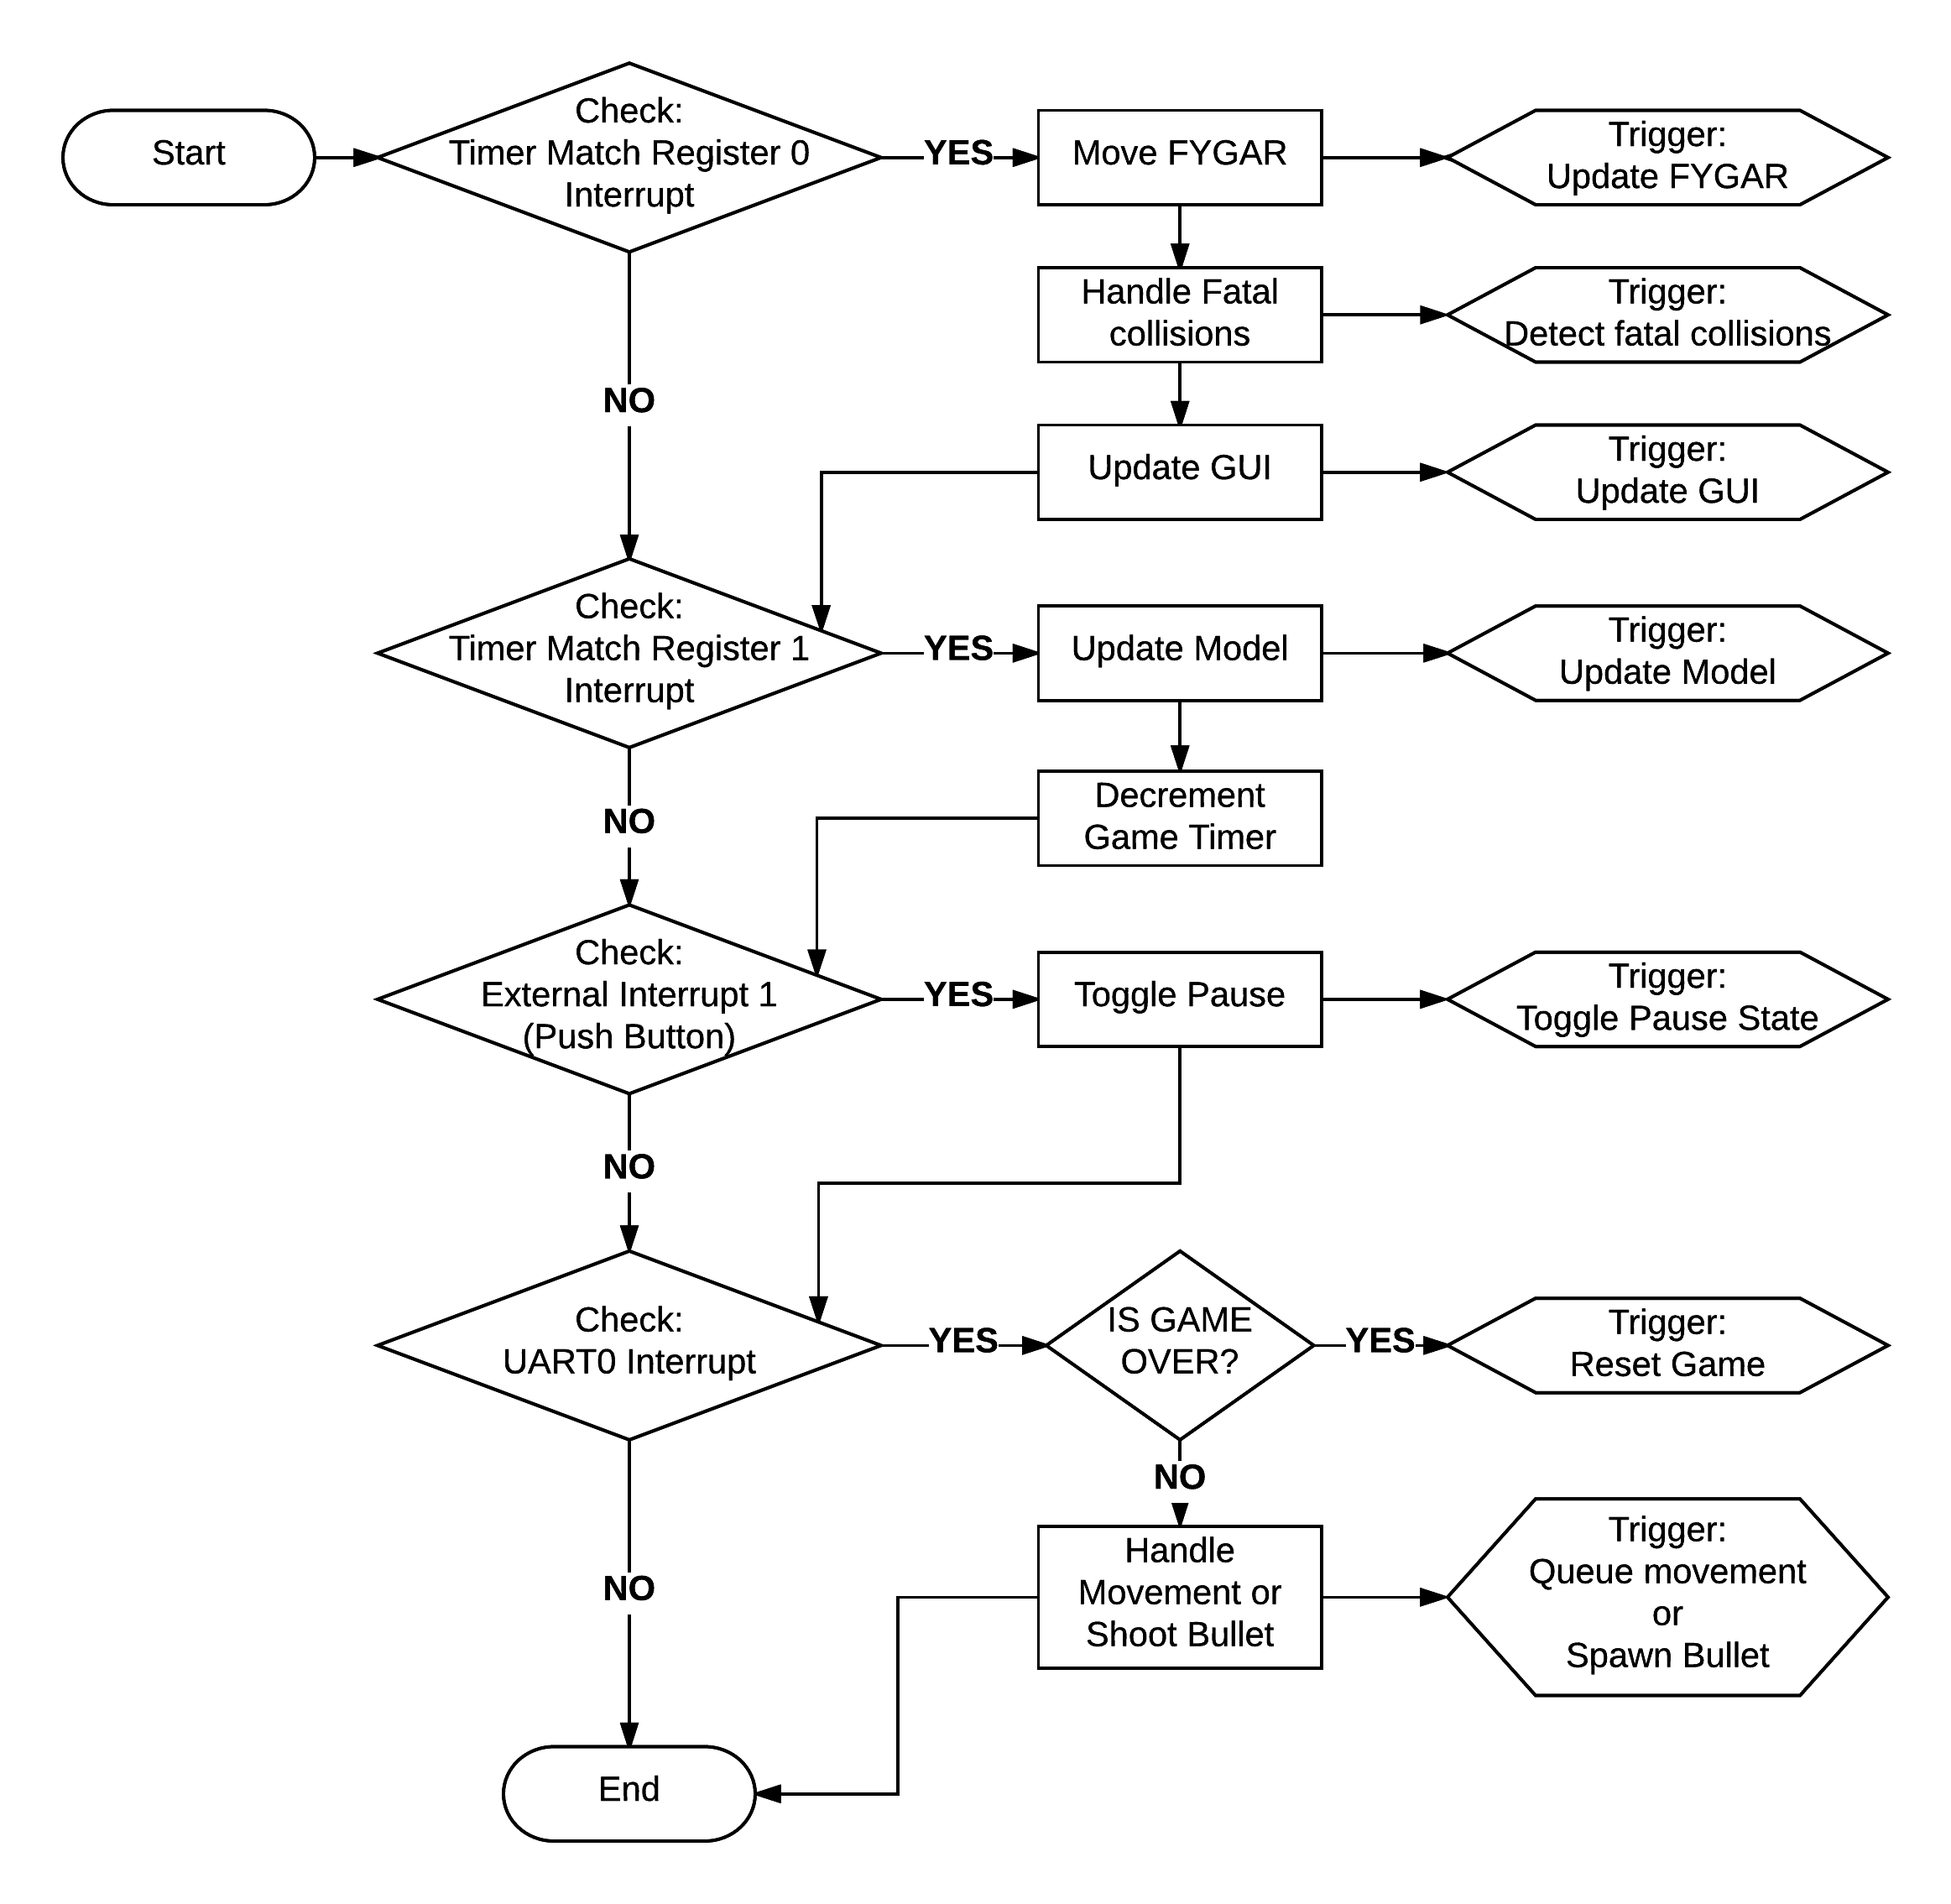 Start
Check:
Timer Match Register 0
Interrupt
YES
Move FYGAR
Trigger:
Update FYGAR
Handle Fatal
collisions
Trigger:
Detect fatal collisions
NO
Update GUI
Trigger:
Update GUI
Check:
Timer Match Register 1
Interrupt
YES
Update Model
Trigger:
Update Model
NO
Decrement
Game Timer
Check:
External Interrupt 1
(Push Button)
YES
Toggle Pause
Trigger:
Toggle Pause State
NO
Check:
UART0 Interrupt
YES
IS GAME
OVER?
YES
Trigger:
Reset Game
NO
NO
Handle
Movement or
Shoot Bullet
Trigger:
Queue movement
or
Spawn Bullet
End